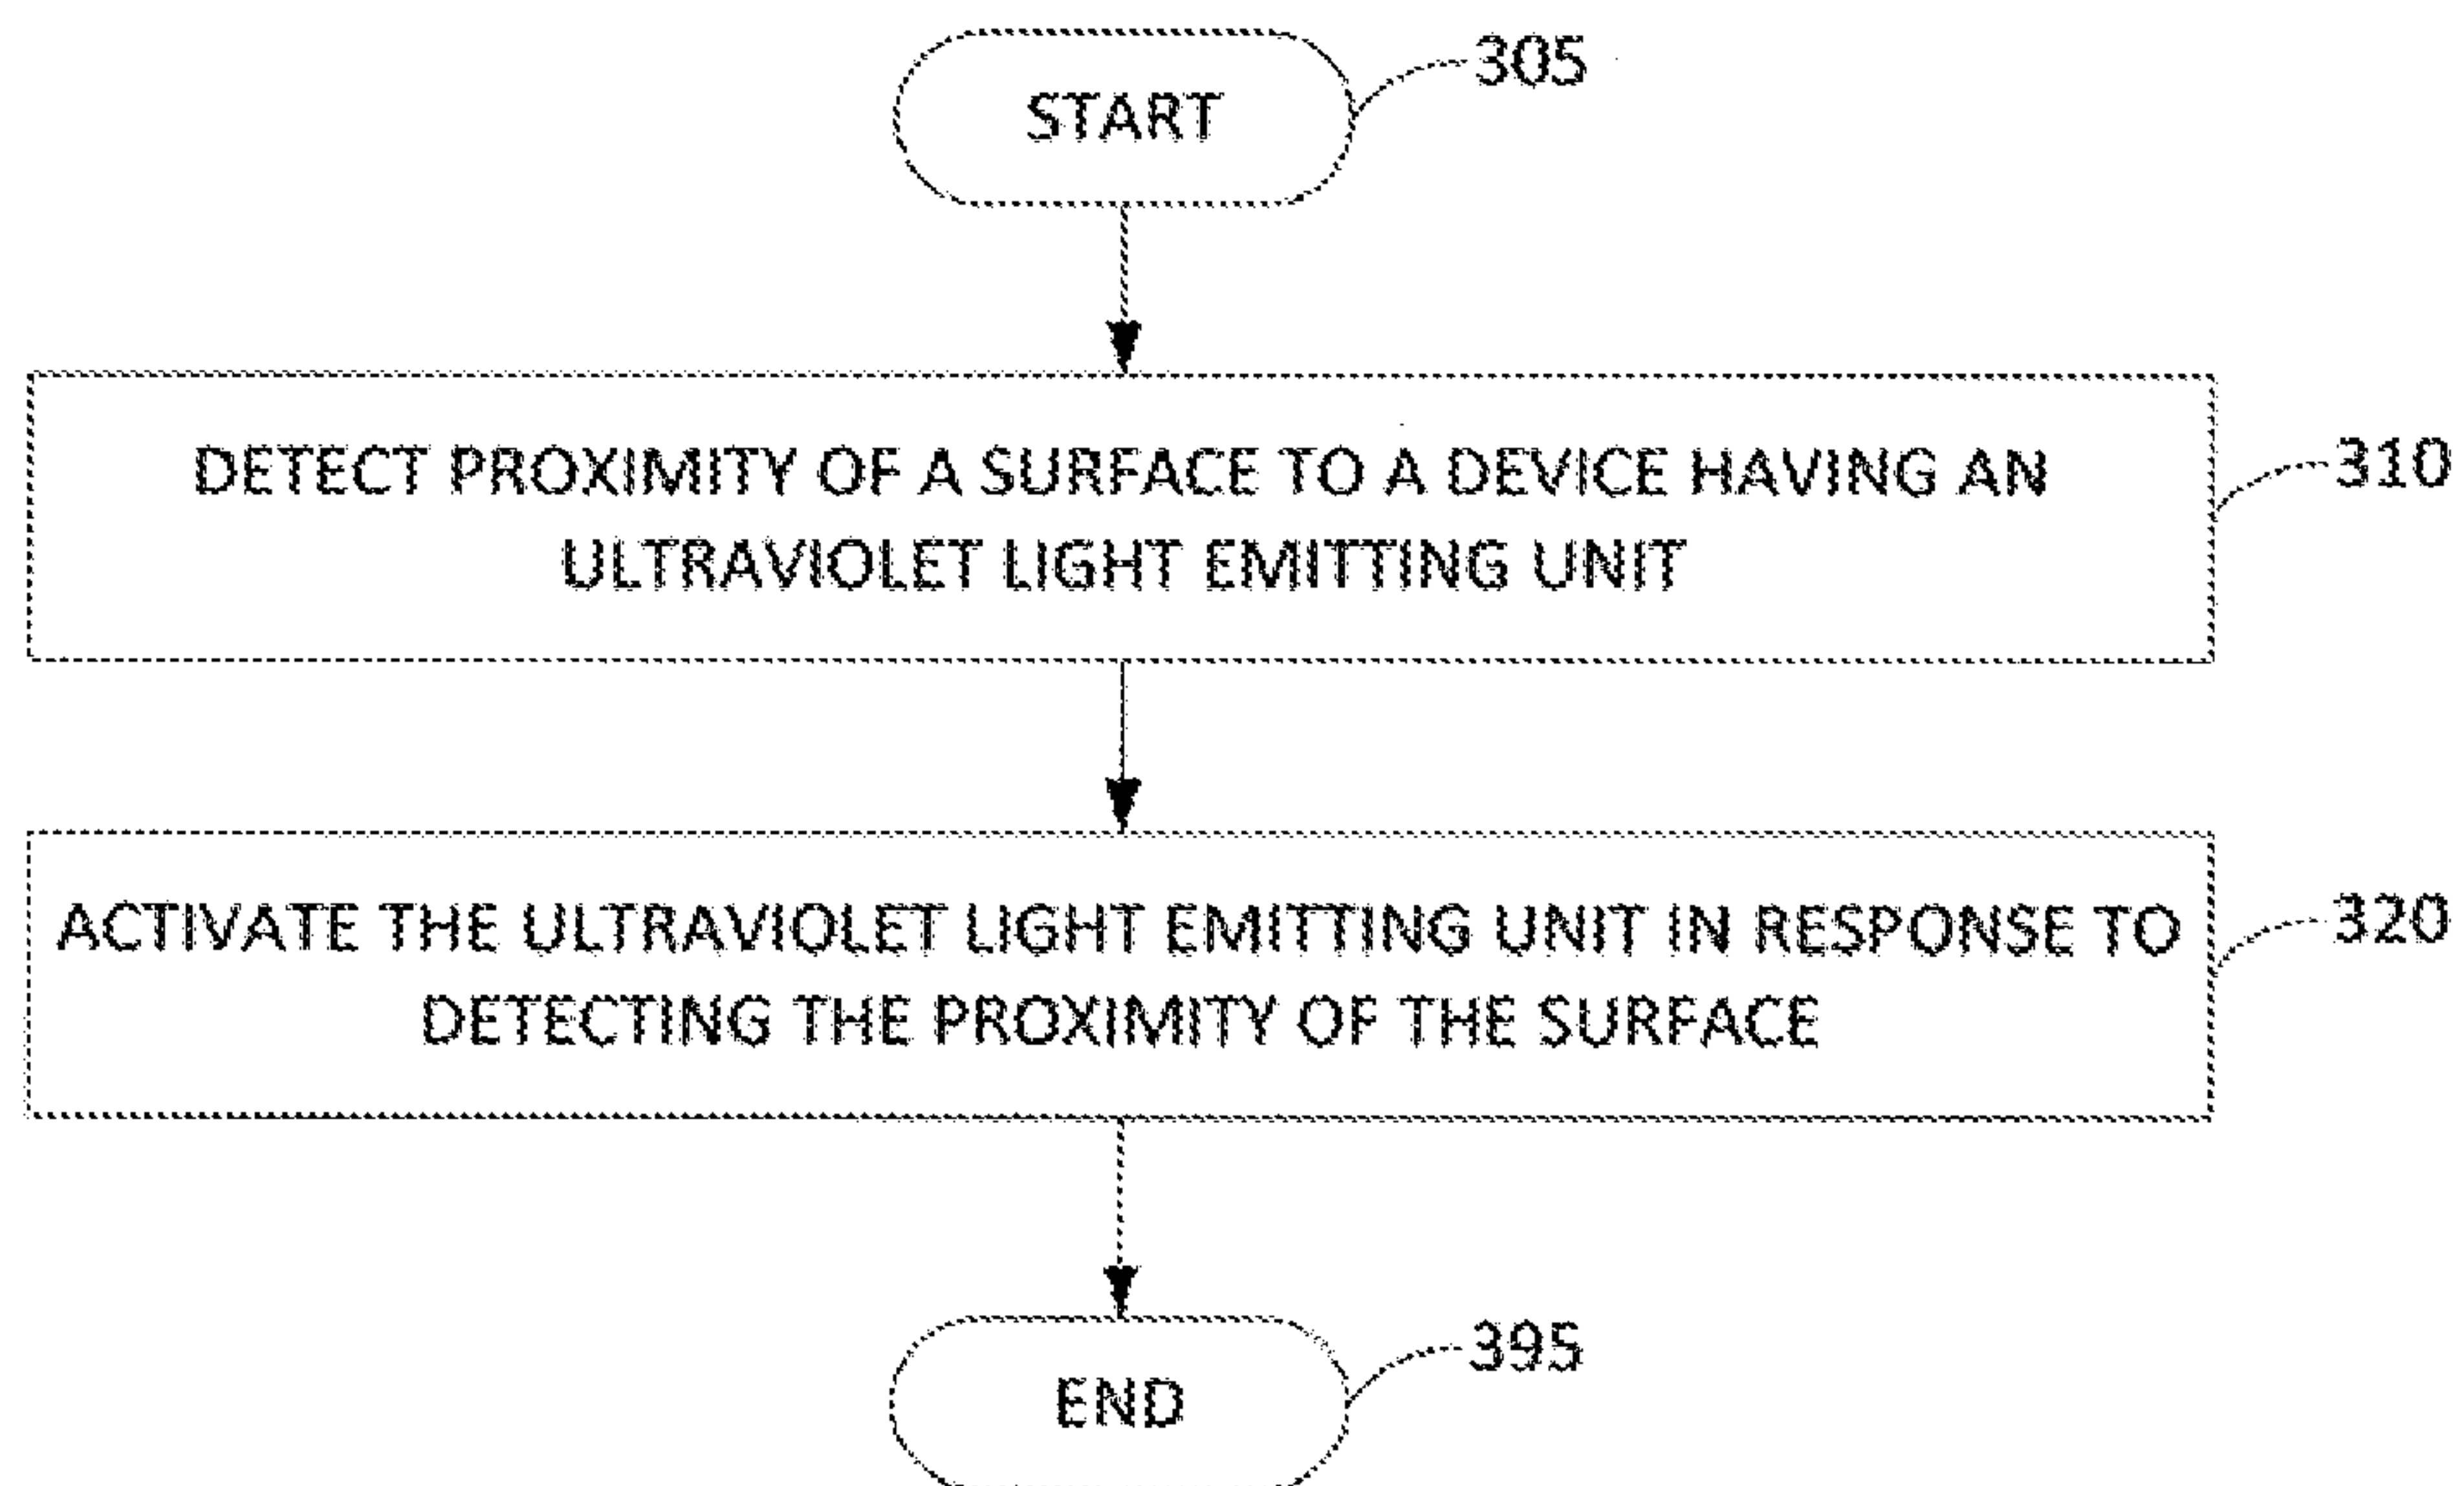 START
305
DETECT PROXIMITY OF A SURFACE TO A DEVICE HAVING AN
ULTRAVIOLET LIGHT EMITTING UNIT
310
ACTIVATE THE ULTRAVIOLET LIGHT EMITTING UNIT IN RESPONSE TO
DETECTING THE PROXIMITY OF THE SURFACE
320
END
395